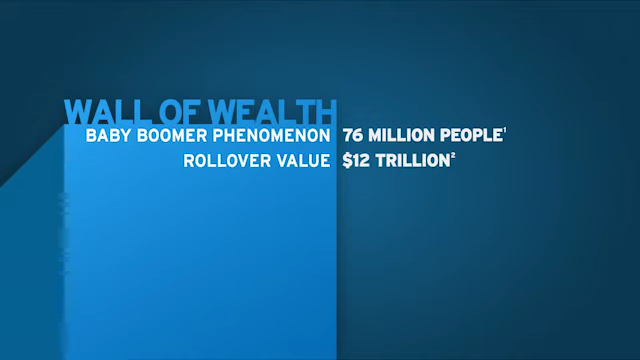 WALL OF WEALTH
BABY BOOMER PHENOMENON 76 MILLION PEOPLE¹
ROLLOVER VALUE $12 TRILLION²